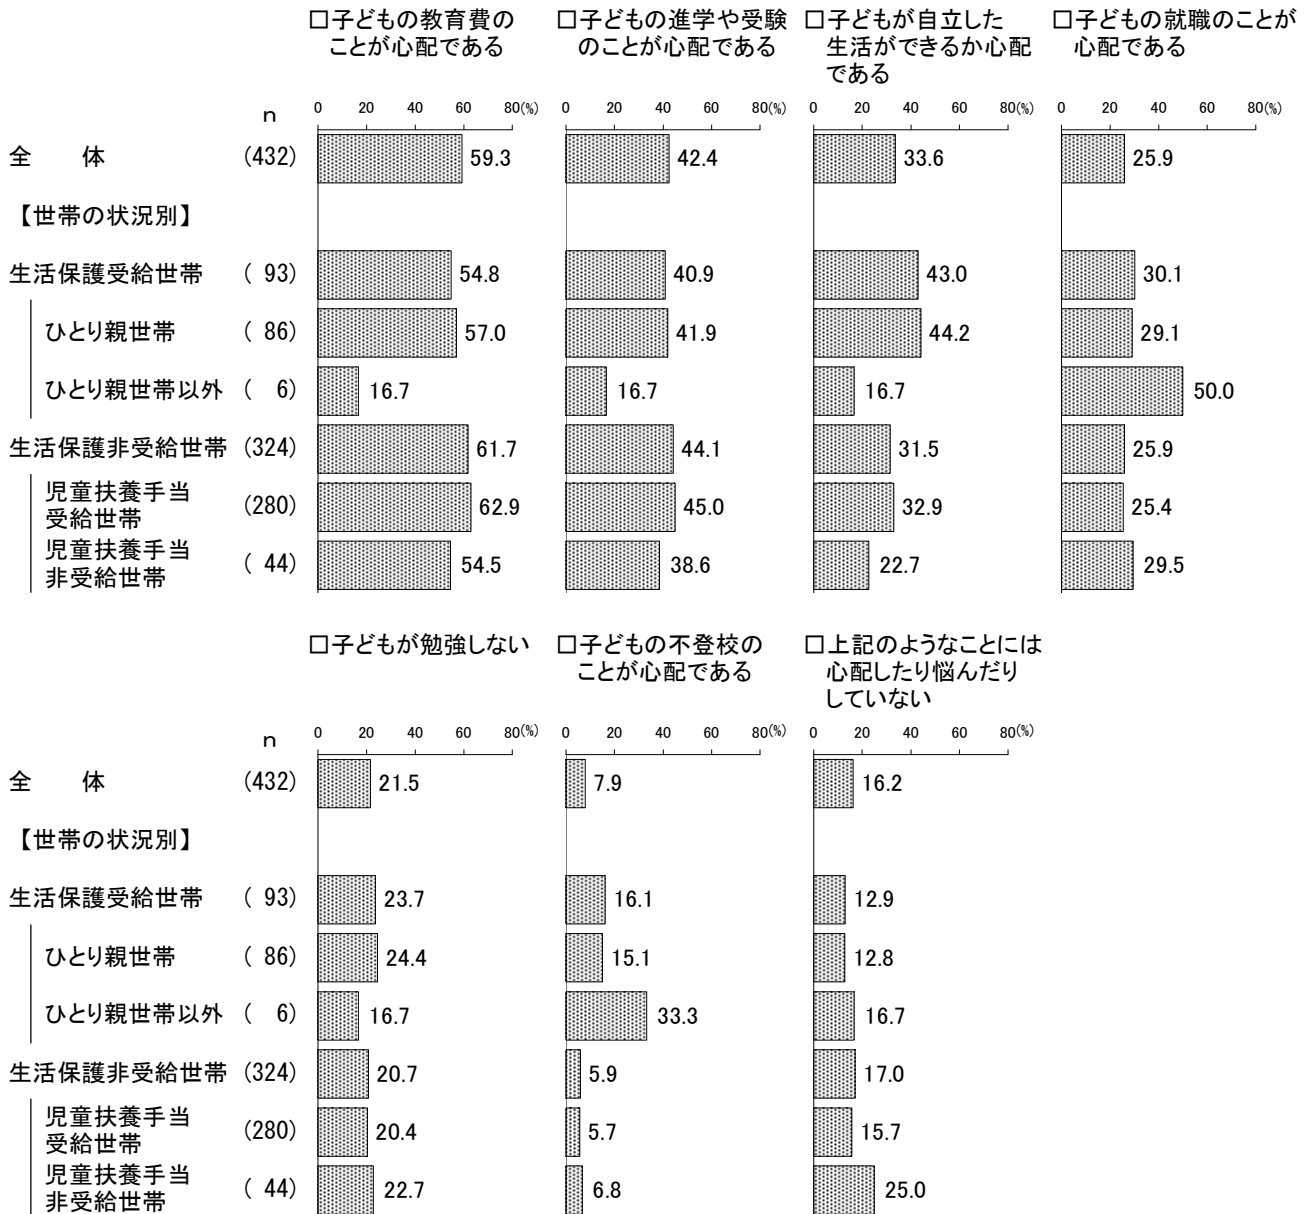 □子どもの教育費の
ことが心配である
□子どもの進学や受験
のことが心配である
□子どもが自立した
生活ができるか心配
である
□子どもの就職のことが
心配である
n 0 20 40 60 80(%) 0 20 40 60 80(%) 0 20 40 60 80(%) 0 20 40 60 80(%)
全　体 (432) 59.3 42.4 33.6 25.9
【世帯の状況別】
生活保護受給世帯 ( 93) 54.8 40.9 43.0 30.1
ひとり親世帯 ( 86) 57.0 41.9 44.2 29.1
ひとり親世帯以外 ( 6) 16.7 16.7 16.7 50.0
生活保護非受給世帯 (324) 61.7 44.1 31.5 25.9
児童扶養手当
受給世帯 (280) 62.9 45.0 32.9 25.4
児童扶養手当
非受給世帯 ( 44) 54.5 38.6 22.7 29.5
□子どもが勉強しない
□子どもの不登校の
ことが心配である
□上記のようなことには
心配したり悩んだり
していない
n 0 20 40 60 80(%) 0 20 40 60 80(%) 0 20 40 60 80(%)
全　体 (432) 21.5 7.9 16.2
【世帯の状況別】
生活保護受給世帯 ( 93) 23.7 16.1 12.9
ひとり親世帯 ( 86) 24.4 15.1 12.8
ひとり親世帯以外 ( 6) 16.7 33.3 16.7
生活保護非受給世帯 (324) 20.7 5.9 17.0
児童扶養手当
受給世帯 (280) 20.4 5.7 15.7
児童扶養手当
非受給世帯 ( 44) 22.7 6.8 25.0